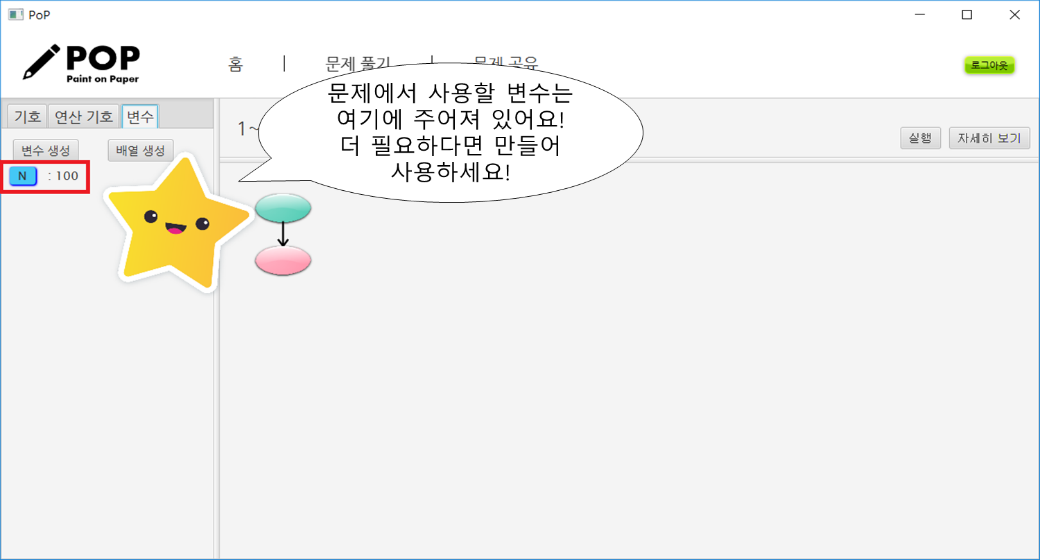 PoP
POP
Paint on Paper
홈 | 문제 풀기 | 문제 공유
로그아웃
기호 연산 기호 변수
1~
실행 자세히 보기
변수 생성 배열 생성
N : 100
문제에서 사용할 변수는
여기에 주어져 있어요!
더 필요하다면 만들어
사용하세요!